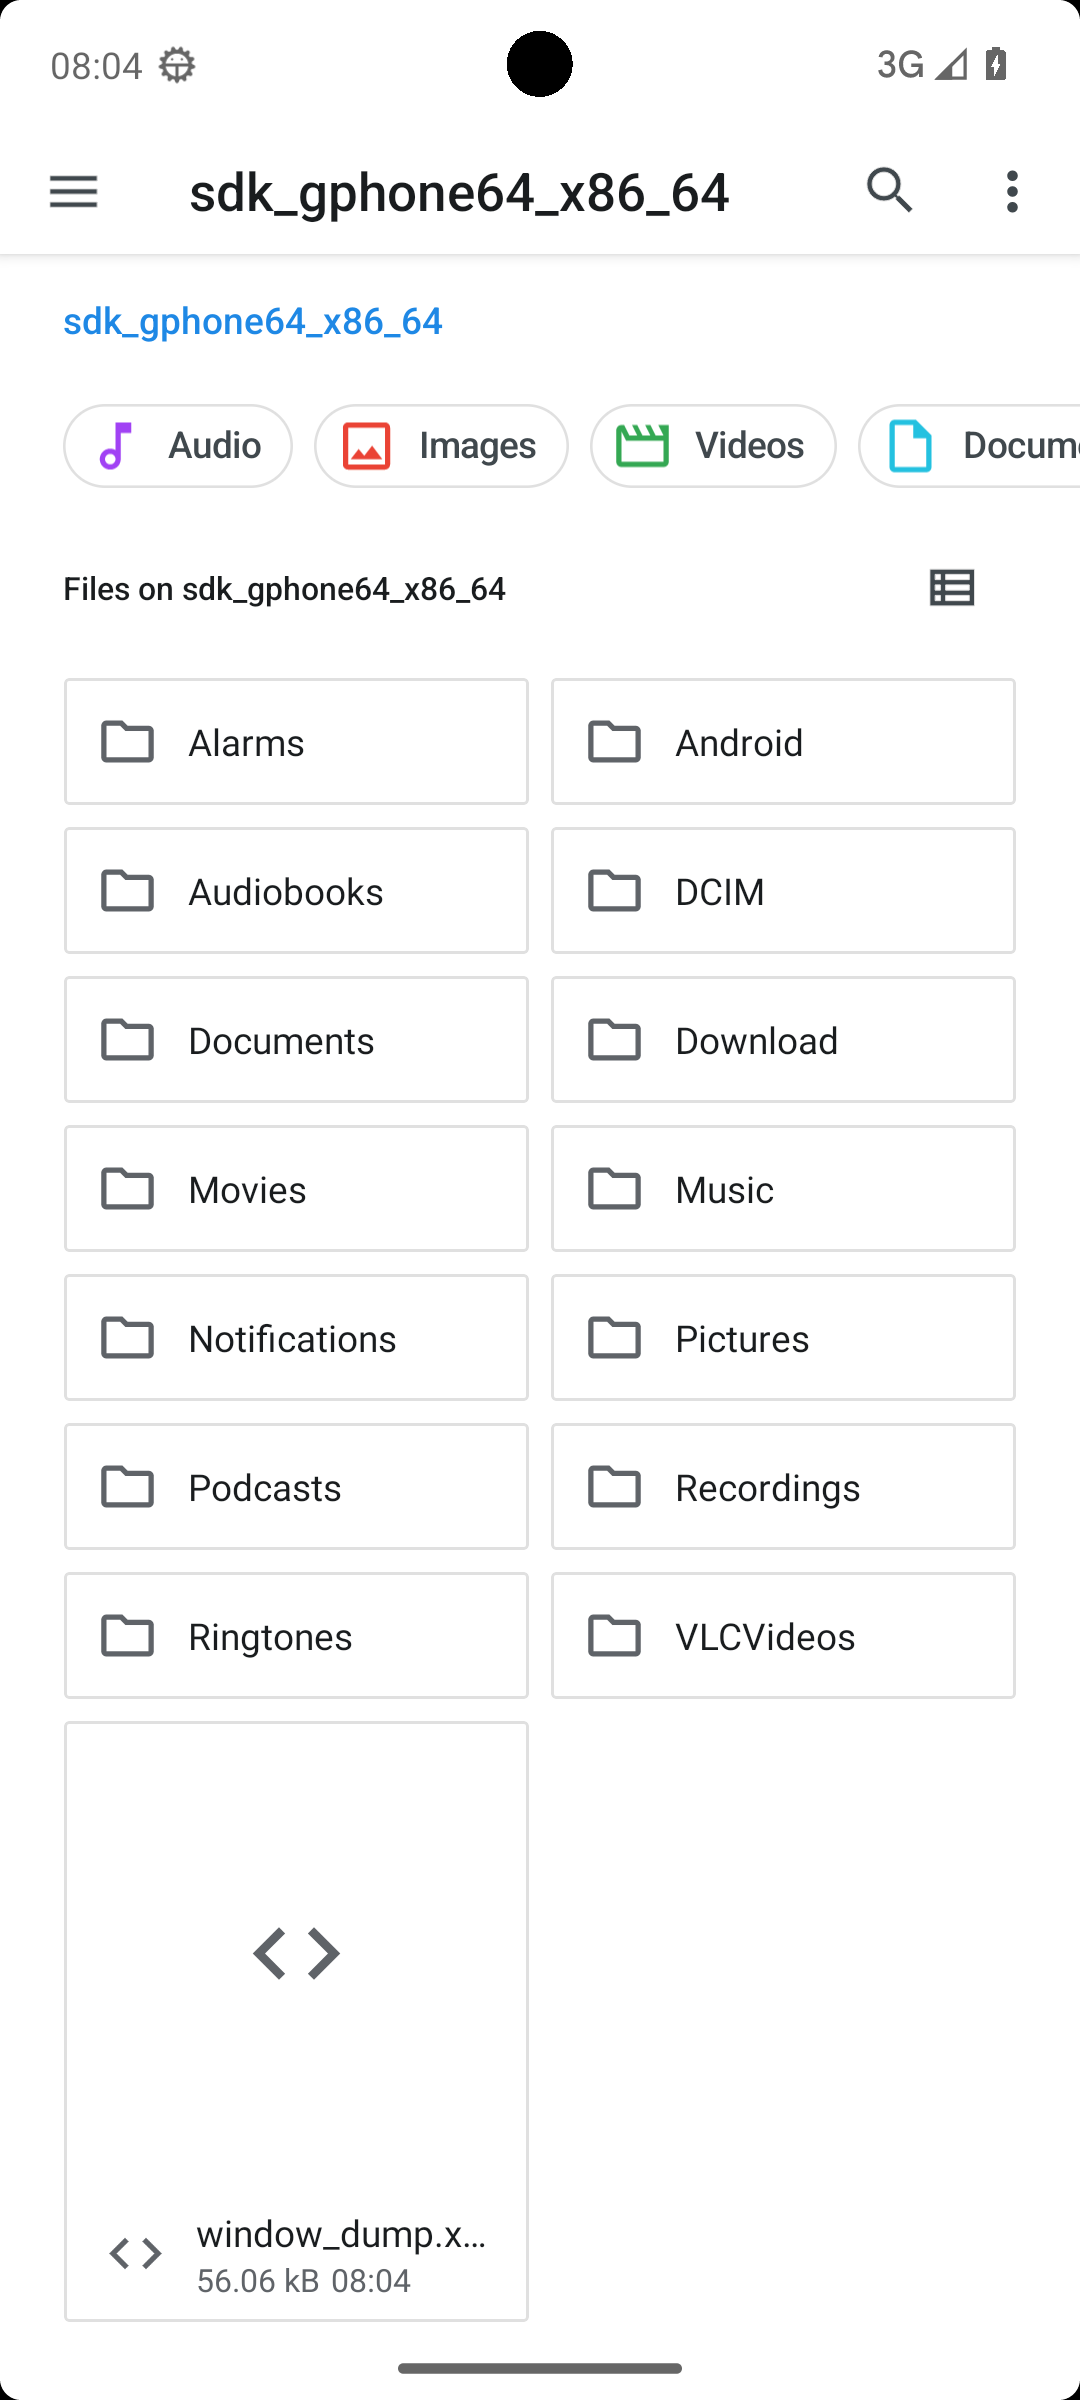 08:04
3G
sdk_gphone64_x86_64
sdk_gphone64_x86_64
Audio
Images
Videos
Docum
Files on sdk_gphone64_x86_64
Alarms
Android
Audiobooks
DCIM
Documents
Download
Movies
Music
Notifications
Pictures
Podcasts
Recordings
Ringtones
VLCVideos
window_dump.x...
56.06 kB 08:04